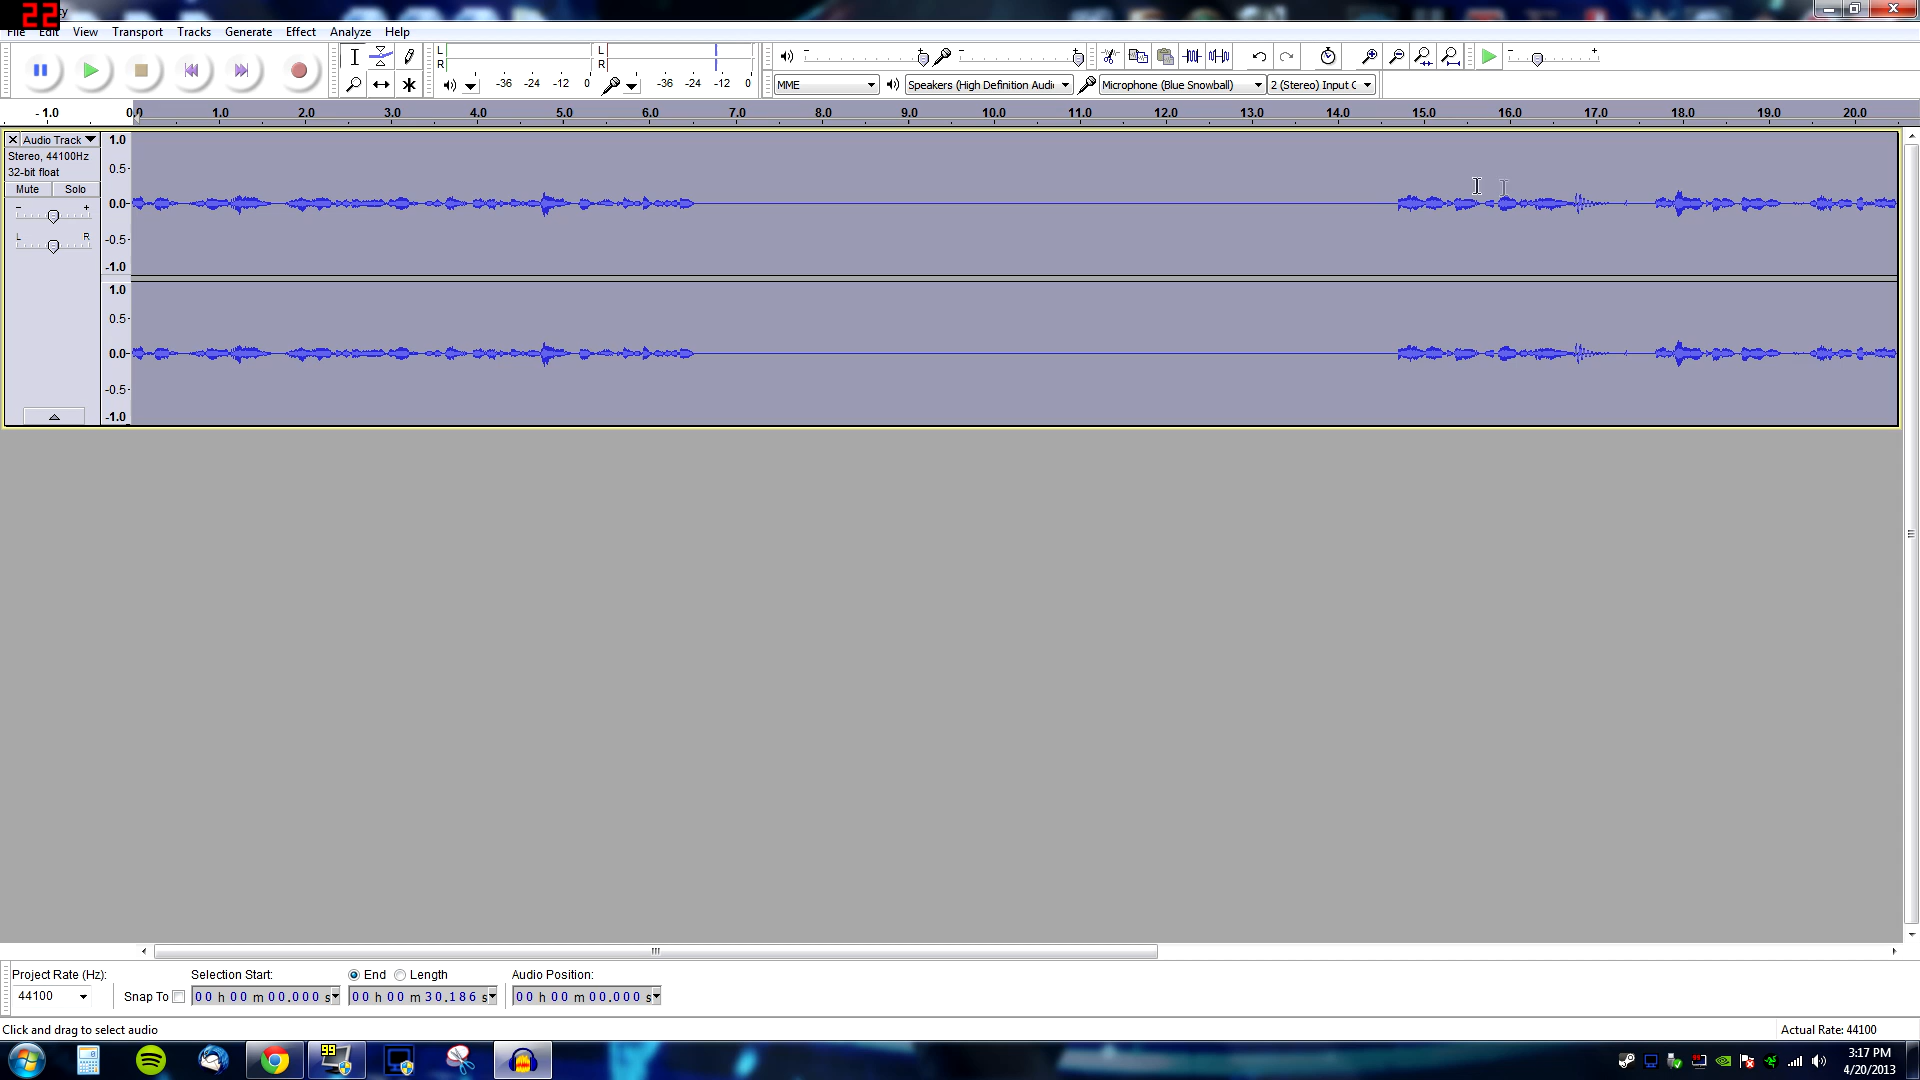 22
File Edit View Transport Tracks Generate Effect Analyze Help
L R
-36 -24 -12 0
L R
-36 -24 -12 0
MME
Speakers (High Definition Audi
Microphone (Blue Snowball)
2 (Stereo) Input C
- 1.0 0.0 1.0 2.0 3.0 4.0 5.0 6.0 7.0 8.0 9.0 10.0 11.0 12.0 13.0 14.0 15.0 16.0 17.0 18.0 19.0 20.0
Audio Track
Stereo, 44100Hz
32-bit float
Mute Solo
- +
L R
1.0
0.5
0.0
-0.5
-1.0
1.0
0.5
0.0
-0.5
-1.0
Project Rate (Hz): Selection Start: End Length Audio Position:
44100 Snap To 00 h 00 m 00.000 s 00 h 00 m 30.186 s 00 h 00 m 00.000 s
Click and drag to select audio Actual Rate: 44100
99
3:17 PM
4/20/2013